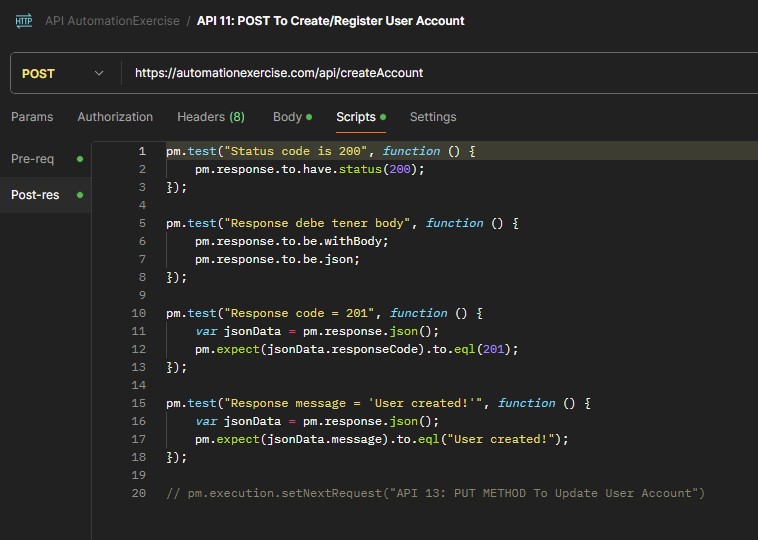 HTTP API AutomationExercise / API 11: POST To Create/Register User Account
POST https://automationexercise.com/api/createAccount
Params Authorization Headers (8) Body Scripts Settings
Pre-req
Post-res
1 pm.test("Status code is 200", function () {
2 pm.response.to.have.status(200);
3 });
4
5 pm.test("Response debe tener body", function () {
6 pm.response.to.be.withBody;
7 pm.response.to.be.json;
8 });
9
10 pm.test("Response code = 201", function () {
11 var jsonData = pm.response.json();
12 pm.expect(jsonData.responseCode).to.eql(201);
13 });
14
15 pm.test("Response message = 'User created!'", function () {
16 var jsonData = pm.response.json();
17 pm.expect(jsonData.message).to.eql("User created!");
18 });
19
20 // pm.execution.setNextRequest("API 13: PUT METHOD To Update User Account")